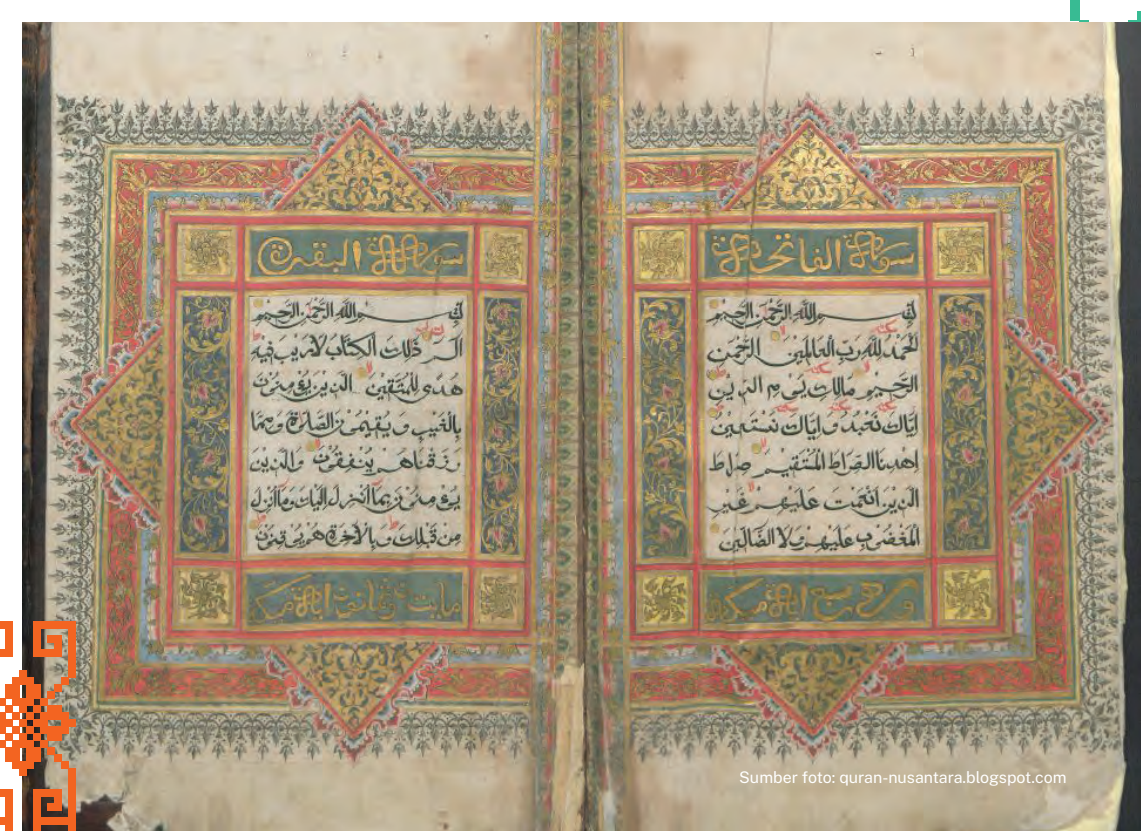 سورة الفاتحة
بسم الله الرحمن الرحيم
الحمد لله رب العالمين الرحمن
الرحيم مالك يوم الدين
اياك نعبد واياك نستعين
اهدنا الصراط المستقيم صراط
الذين انعمت عليهم غير
المغضوب عليهم ولا الضالين
وهي سبع اية مكية
سورة البقرة
بسم الله الرحمن الرحيم
الم ذلك الكتاب لا ريب فيه
هدى للمتقين الذين يؤمنون
بالغيب ويقيمون الصلوة ومما
رزقناهم ينفقون والذين
يؤمنون بما انزل اليك وما انزل
من قبلك وبالاخرة هم يوقنون
Sumber foto: quran-nusantara.blogspot.com